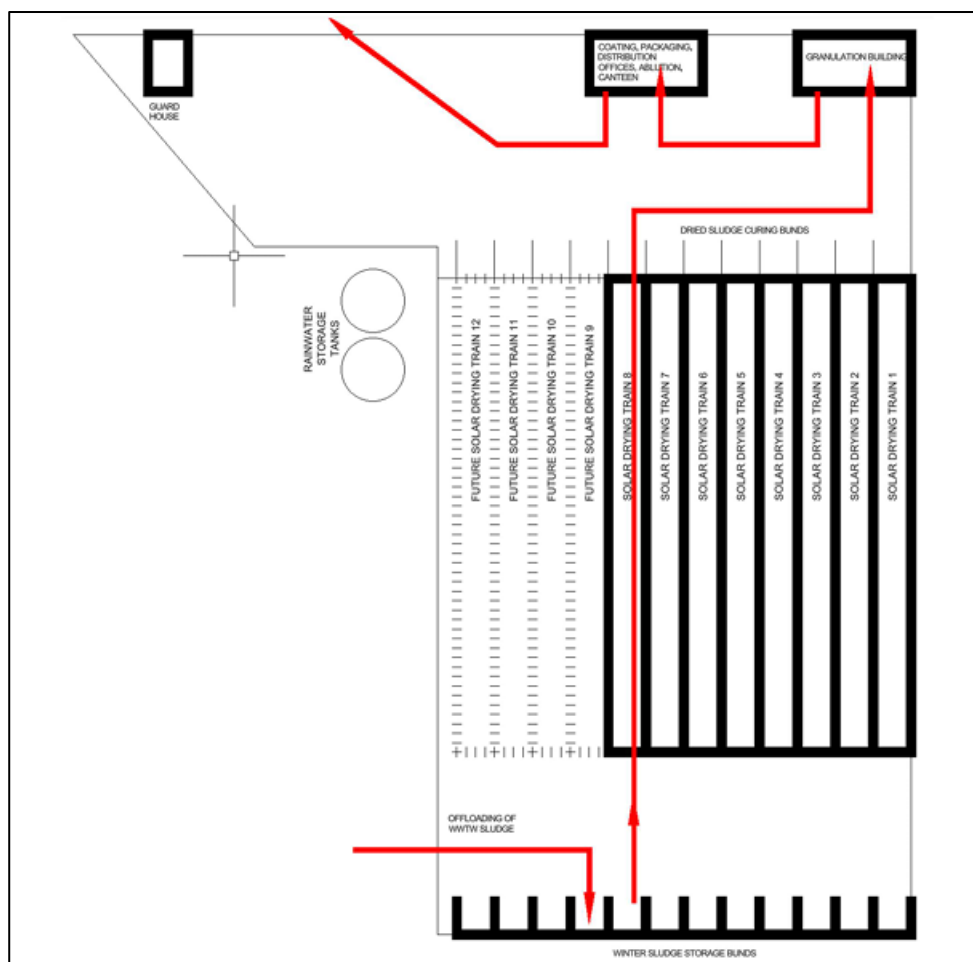 COATING, PACKAGING,
DISTRIBUTION
OFFICES, ABLUTION,
CANTEEN
GRANULATION BUILDING
GUARD
HOUSE
DRIED SLUDGE CURING BUNDS
RAINWATER
STORAGE
TANKS
FUTURE SOLAR DRYING TRAIN 12
FUTURE SOLAR DRYING TRAIN 11
FUTURE SOLAR DRYING TRAIN 10
FUTURE SOLAR DRYING TRAIN 9
SOLAR DRYING TRAIN 8
SOLAR DRYING TRAIN 7
SOLAR DRYING TRAIN 6
SOLAR DRYING TRAIN 5
SOLAR DRYING TRAIN 4
SOLAR DRYING TRAIN 3
SOLAR DRYING TRAIN 2
SOLAR DRYING TRAIN 1
OFFLOADING OF
WWTW SLUDGE
WINTER SLUDGE STORAGE BUNDS